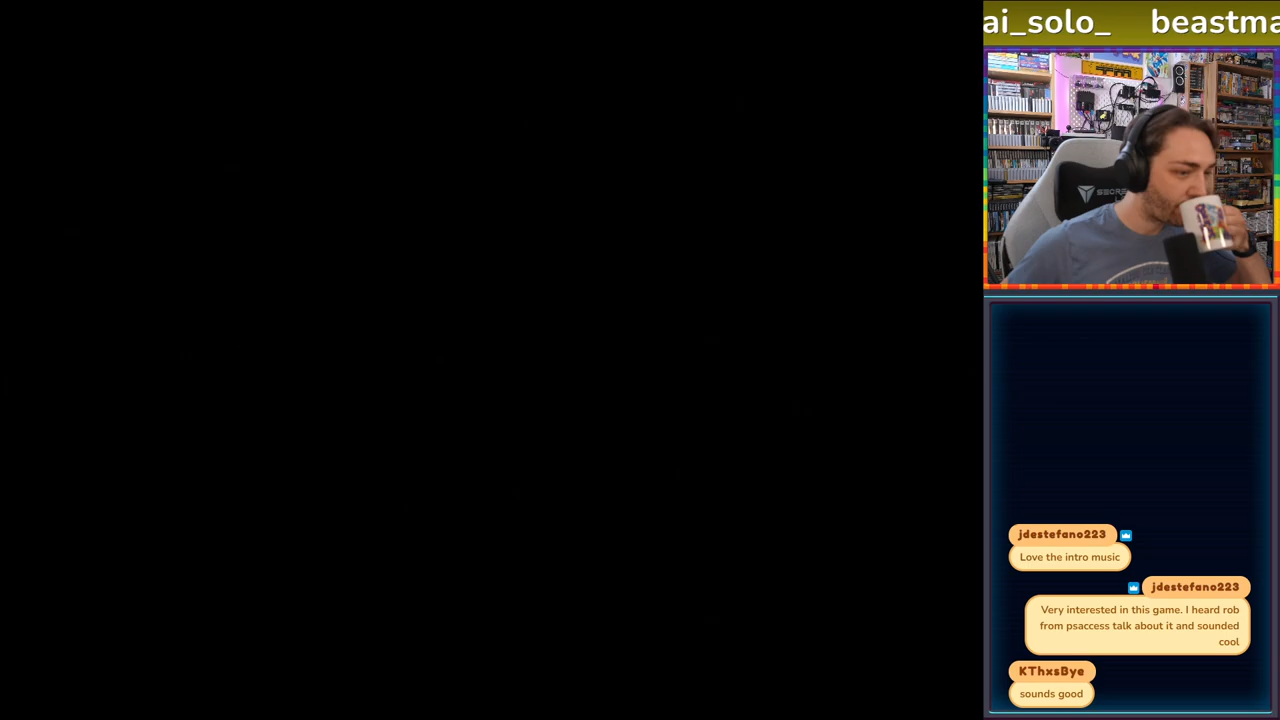 ai_solo_ beastma
jdestefano223
Love the intro music
jdestefano223
Very interested in this game. I heard rob
from psaccess talk about it and sounded
cool
KThxsBye
sounds good